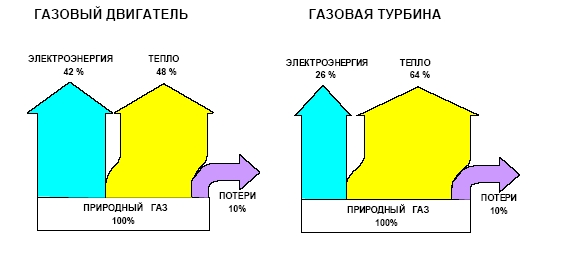 ГАЗОВЫЙ ДВИГАТЕЛЬ
ЭЛЕКТРОЭНЕРГИЯ
42 %
ТЕПЛО
48 %
ПОТЕРИ
10%
ПРИРОДНЫЙ ГАЗ
100%
ГАЗОВАЯ ТУРБИНА
ЭЛЕКТРОЭНЕРГИЯ
26 %
ТЕПЛО
64 %
ПОТЕРИ
10%
ПРИРОДНЫЙ ГАЗ
100%